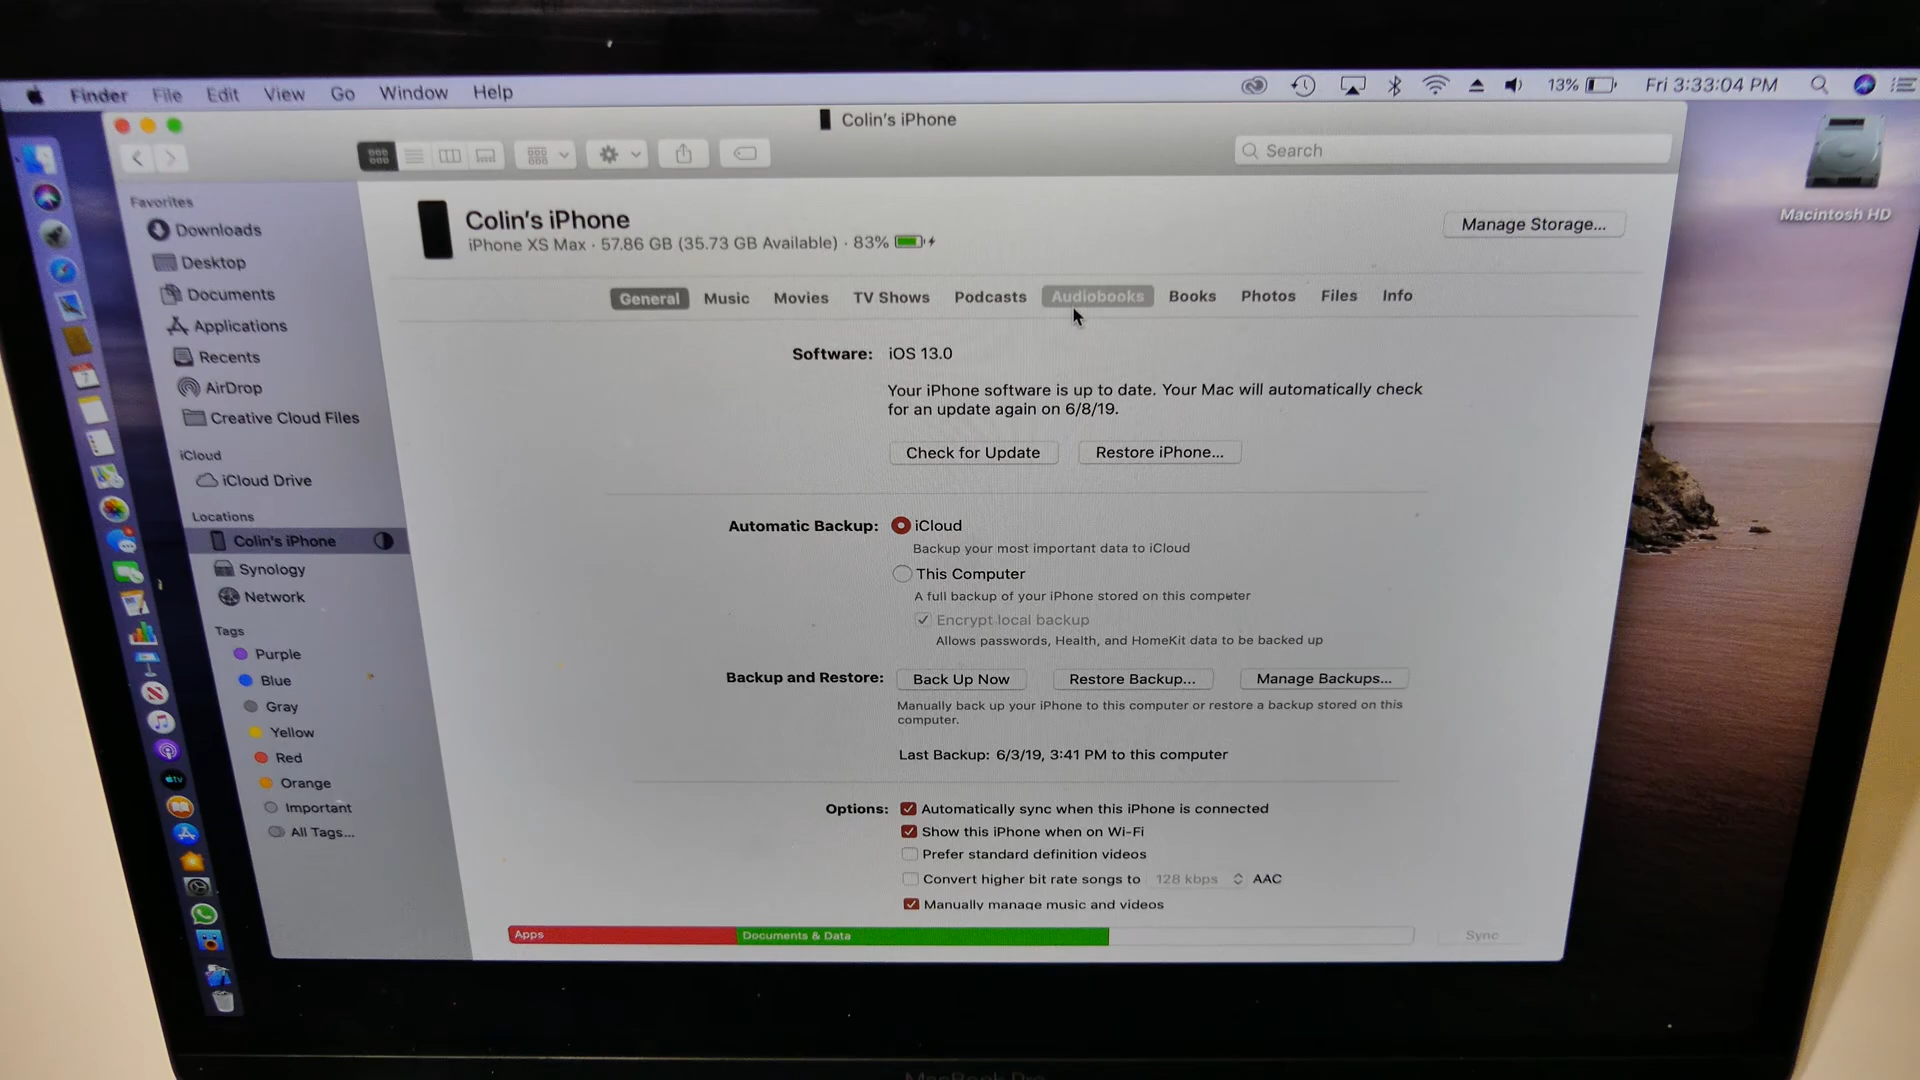 Finder File Edit View Go Window Help 13% Fri 3:33:04 PM
Colin's iPhone
Search
Macintosh HD
Favorites
Downloads
Desktop
Documents
Applications
Recents
AirDrop
Creative Cloud Files
iCloud
iCloud Drive
Locations
Colin's iPhone
Synology
Network
Tags
Purple
Blue
Gray
Yellow
Red
Orange
Important
All Tags...
Colin's iPhone
iPhone XS Max · 57.86 GB (35.73 GB Available) · 83%
Manage Storage...
General Music Movies TV Shows Podcasts Audiobooks Books Photos Files Info
Software: iOS 13.0
Your iPhone software is up to date. Your Mac will automatically check
for an update again on 6/8/19.
Check for Update Restore iPhone...
Automatic Backup: iCloud
Backup your most important data to iCloud
This Computer
A full backup of your iPhone stored on this computer
Encrypt local backup
Allows passwords, Health, and HomeKit data to be backed up
Backup and Restore: Back Up Now Restore Backup... Manage Backups...
Manually back up your iPhone to this computer or restore a backup stored on this
computer.
Last Backup: 6/3/19, 3:41 PM to this computer
Options: Automatically sync when this iPhone is connected
Show this iPhone when on Wi-Fi
Prefer standard definition videos
Convert higher bit rate songs to 128 kbps AAC
Manually manage music and videos
Apps Documents & Data Sync